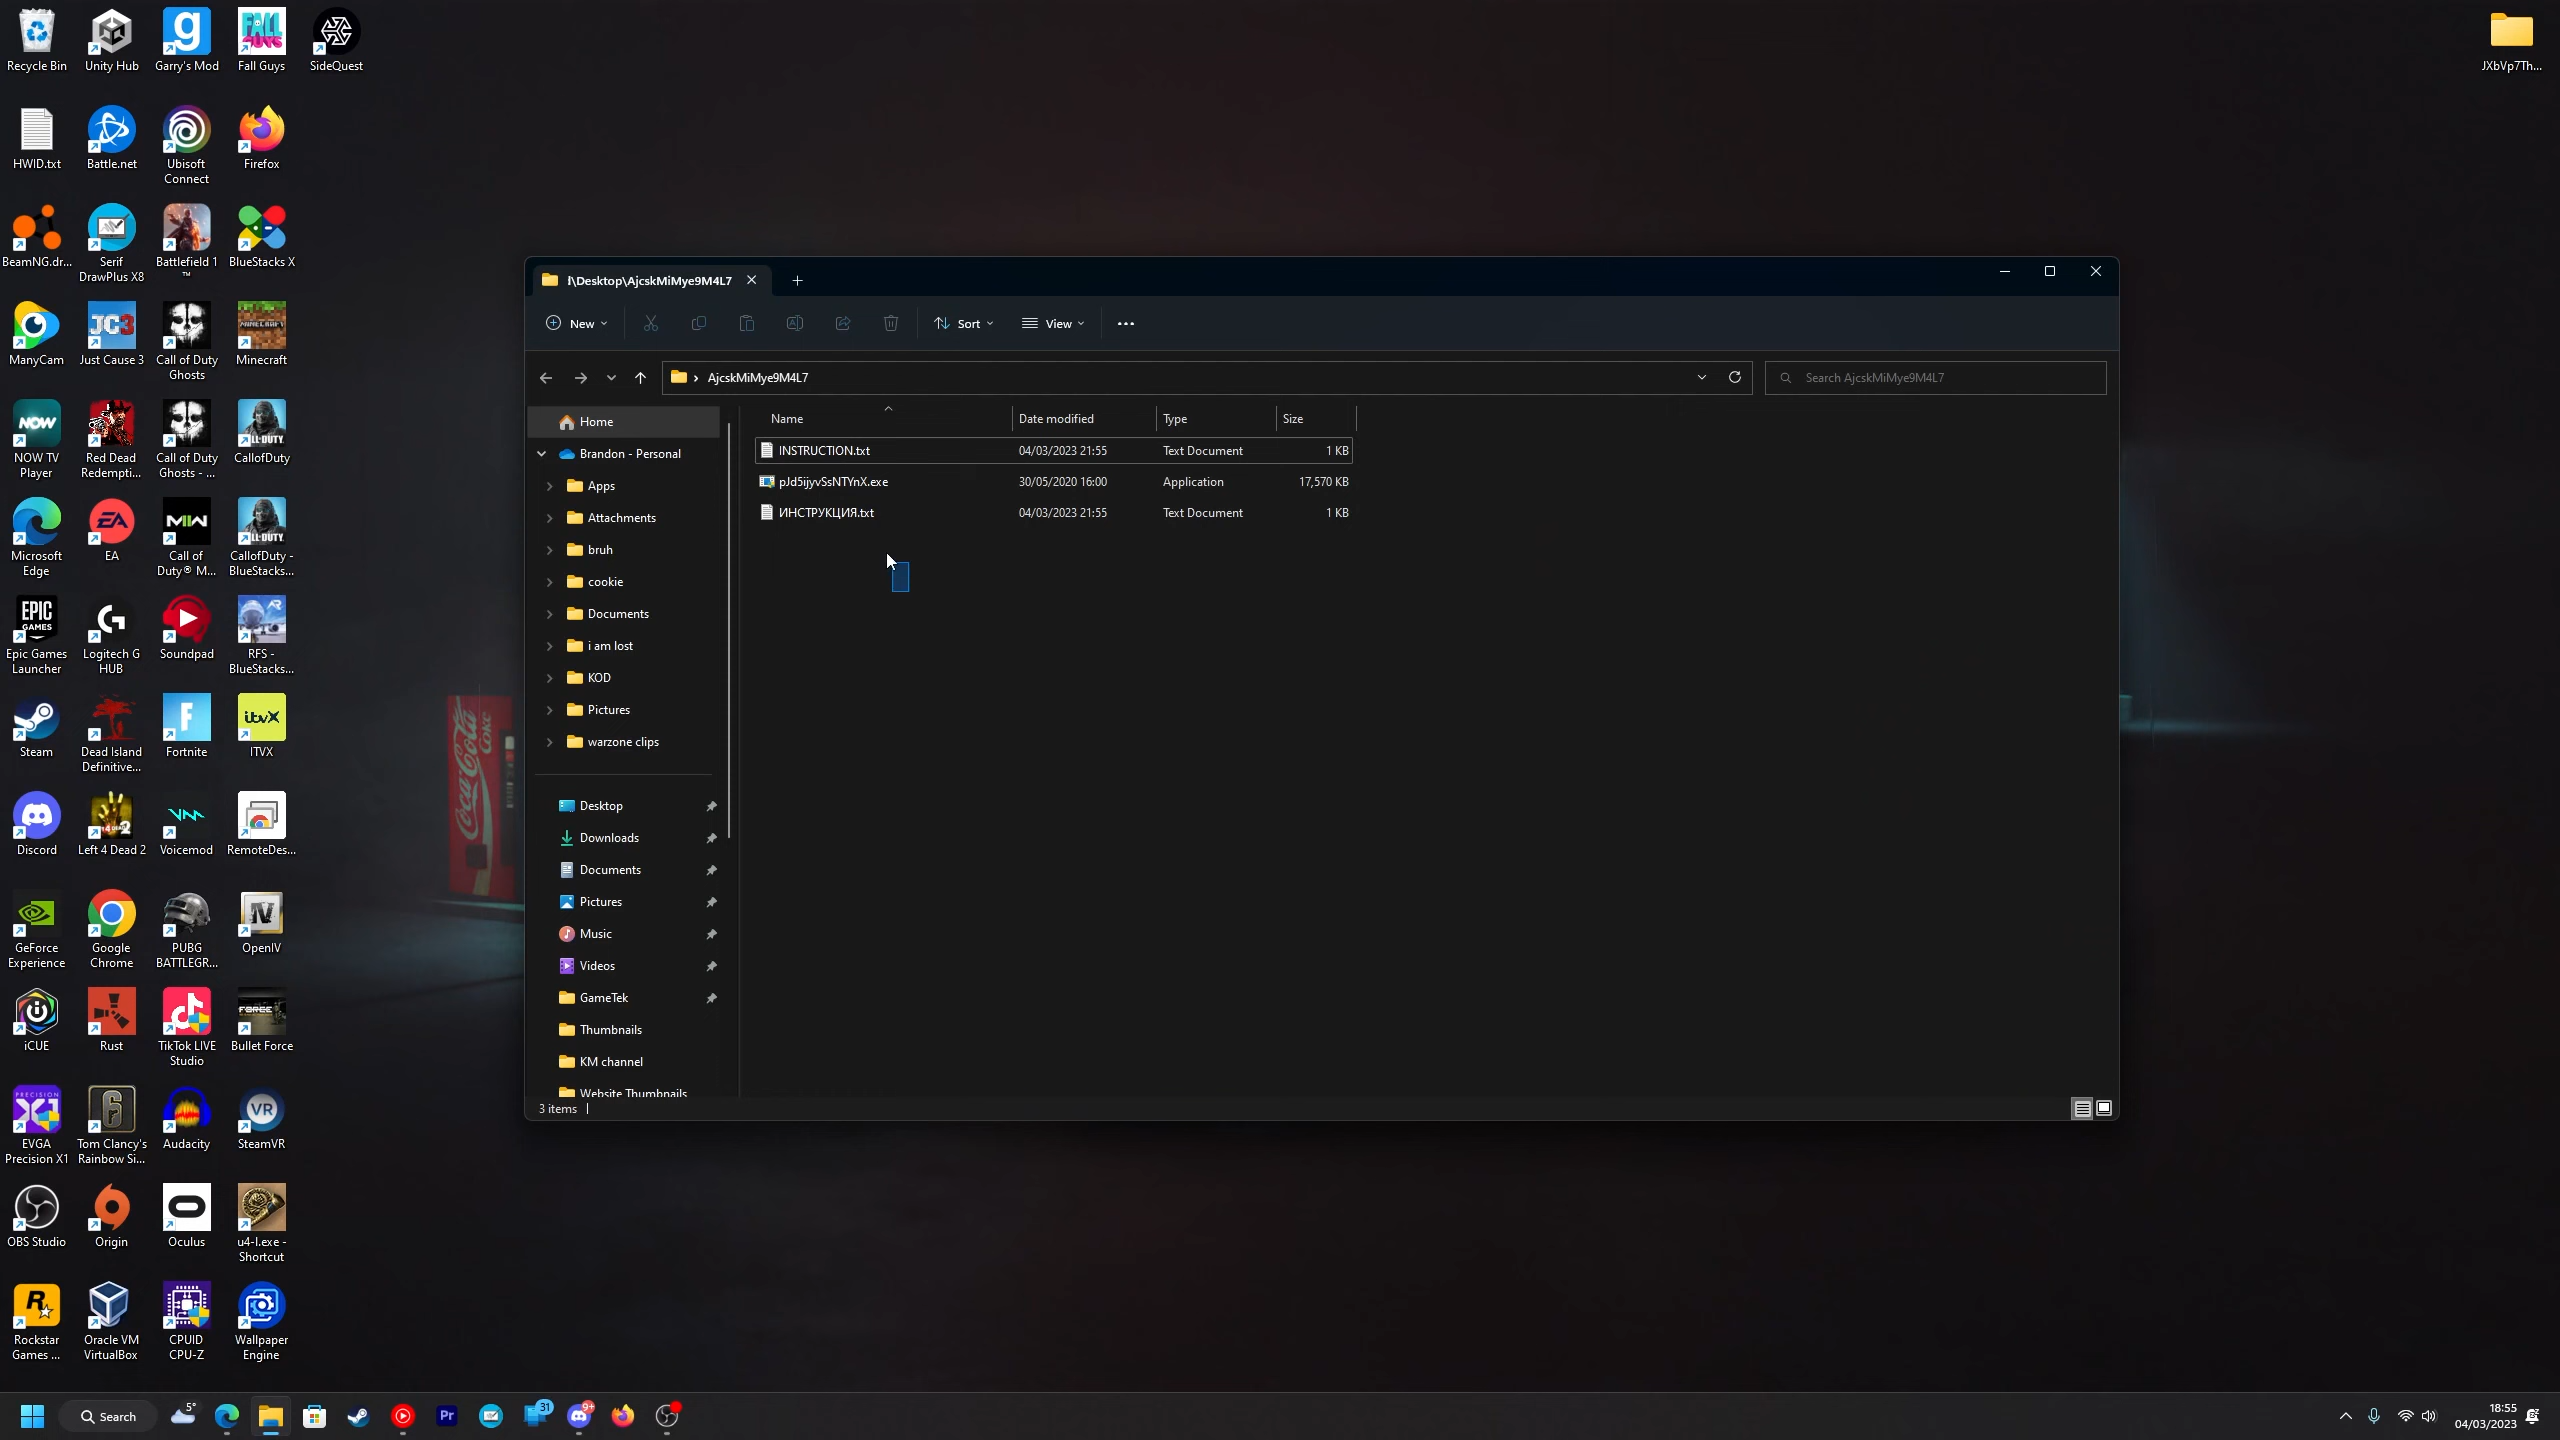 Recycle Bin
Unity Hub
Garry's Mod
Fall Guys
SideQuest
JXbVp7Th...
HWID.txt
Battle.net
Ubisoft
Connect
Firefox
BeamNG.dr...
Serif
DrawPlus X8
Battlefield 1
™
BlueStacks X
ManyCam
Just Cause 3
Call of Duty
Ghosts
Minecraft
NOW TV
Player
Red Dead
Redempti...
Call of Duty
Ghosts - ...
CallofDuty
Microsoft
Edge
EA
Call of
Duty® M...
CallofDuty -
BlueStacks...
Epic Games
Launcher
Logitech G
HUB
Soundpad
RFS -
BlueStacks...
Steam
Dead Island
Definitive...
Fortnite
ITVX
Discord
Left 4 Dead 2
Voicemod
RemoteDes...
GeForce
Experience
Google
Chrome
PUBG
BATTLEGR...
OpenIV
iCUE
Rust
TikTok LIVE
Studio
Bullet Force
EVGA
Precision X1
Tom Clancy's
Rainbow Si...
Audacity
SteamVR
OBS Studio
Origin
Oculus
u4-l.exe -
Shortcut
Rockstar
Games ...
Oracle VM
VirtualBox
CPUID
CPU-Z
Wallpaper
Engine
\Desktop\AjcskMiMye9M4L7
New
Sort
View
AjcskMiMye9M4L7
Search AjcskMiMye9M4L7
Home
Brandon - Personal
Apps
Attachments
bruh
cookie
Documents
i am lost
KOD
Pictures
warzone clips
Desktop
Downloads
Documents
Pictures
Music
Videos
GameTek
Thumbnails
KM channel
Website Thumbnails
Name Date modified Type Size
INSTRUCTION.txt 04/03/2023 21:55 Text Document 1 KB
pJd5ijyvSsNTYnX.exe 30/05/2020 16:00 Application 17,570 KB
ИНСТРУКЦИЯ.txt 04/03/2023 21:55 Text Document 1 KB
3 items
Coca-Cola
Coke
5°
Search
31
9+
Pr
18:55
04/03/2023